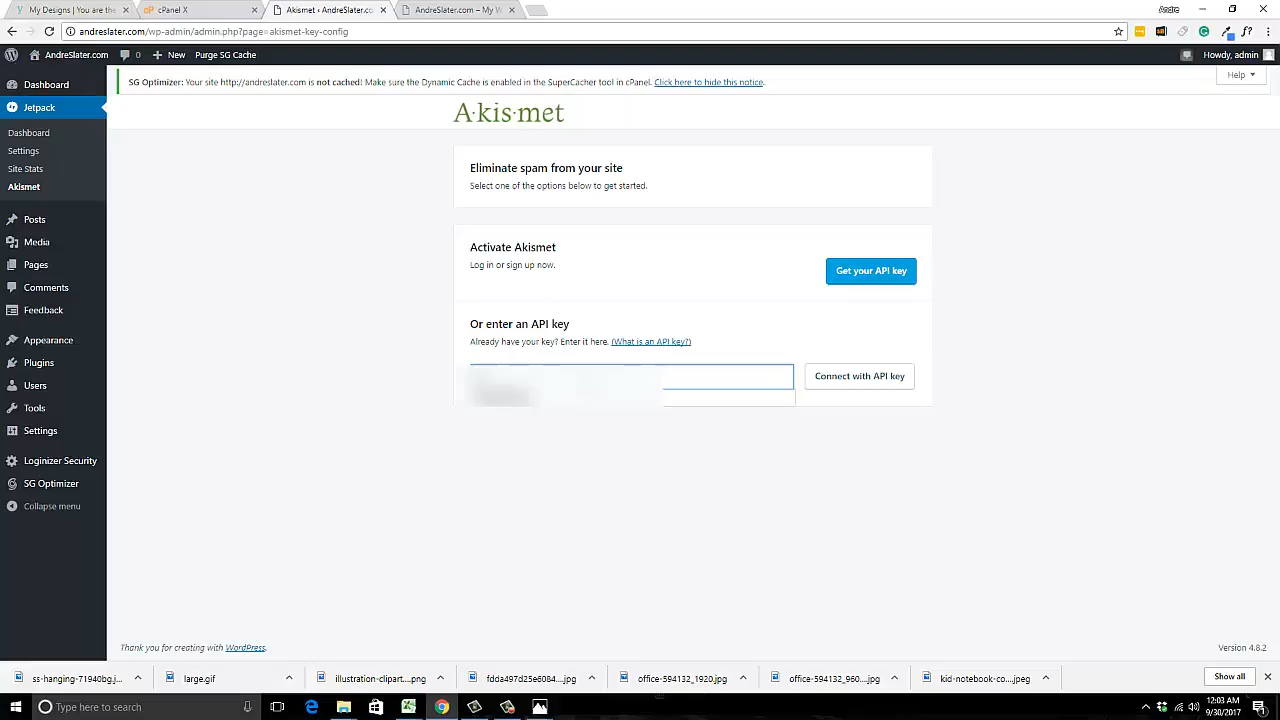 My Designs | You are the
cPanel X
Akismet ‹ AndreSlater.co
AndreSlater.com – My W
Andre
andreslater.com/wp-admin/admin.php?page=akismet-key-config
AndreSlater.com
0
New
Purge SG Cache
Howdy, admin
Dashboard
Jetpack
Dashboard
Settings
Site Stats
Akismet
Posts
Media
Pages
Comments
Feedback
Appearance
Plugins
Users
Tools
Settings
Loginizer Security
SG Optimizer
Collapse menu
SG Optimizer: Your site http://andreslater.com is not cached! Make sure the Dynamic Cache is enabled in the SuperCacher tool in cPanel. Click here to hide this notice.
Help
A·kis·met
Eliminate spam from your site
Select one of the options below to get started.
Activate Akismet
Log in or sign up now.
Get your API key
Or enter an API key
Already have your key? Enter it here. (What is an API key?)
Connect with API key
Thank you for creating with WordPress.
Version 4.8.2
ss-hanging-71940bg.j....jpg
large.gif
illustration-clipart....png
fdda497d25e6084...jpg
office-594132_1920.jpg
office-594132_960....jpg
kid-notebook-co....jpeg
Show all
Type here to search
12:03 AM
9/30/2017